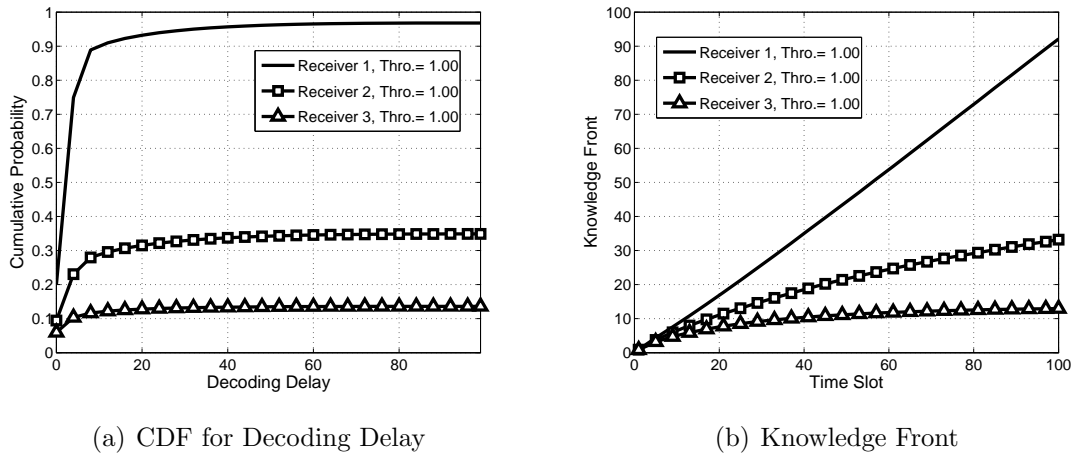 1
0.9
0.8
0.7
0.6
0.5
0.4
0.3
0.2
0.1
0
0 20 40 60 80
Cumulative Probability
Decoding Delay
Receiver 1, Thro.= 1.00
Receiver 2, Thro.= 1.00
Receiver 3, Thro.= 1.00
(a) CDF for Decoding Delay
100
90
80
70
60
50
40
30
20
10
0
0 20 40 60 80 100
Knowledge Front
Time Slot
Receiver 1, Thro.= 1.00
Receiver 2, Thro.= 1.00
Receiver 3, Thro.= 1.00
(b) Knowledge Front